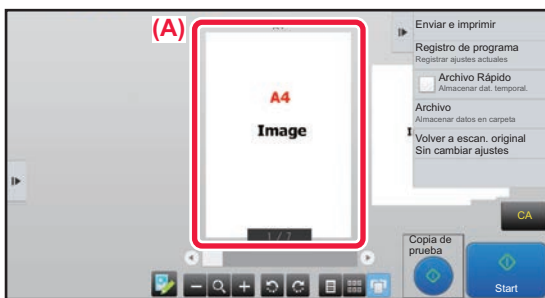 (A)
A4
Image
1 / 7
Enviar e imprimir
Registro de programa
Registrar ajustes actuales
Archivo Rápido
Almacenar dat. temporal.
Archivo
Almacenar datos en carpeta
Volver a escan. original
Sin cambiar ajustes
CA
Copia de
prueba
Start